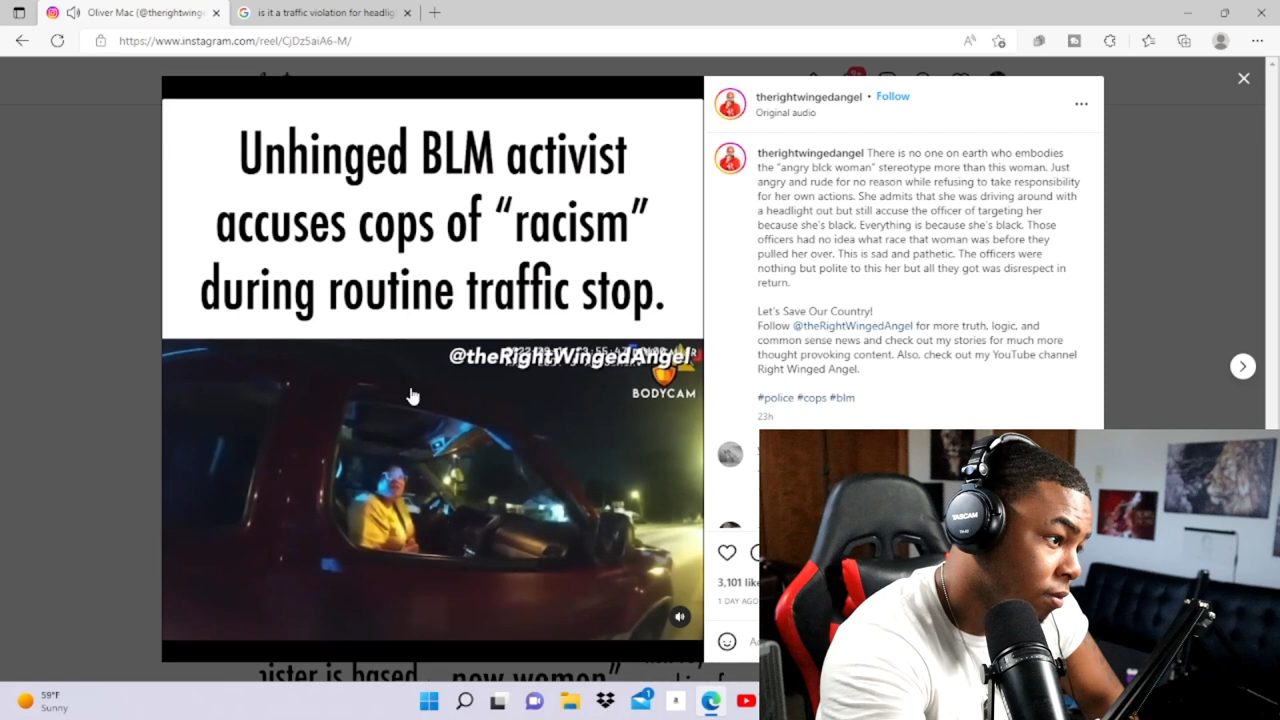 Oliver Mac (@therightwinge
is it a traffic violation for headlig
https://www.instagram.com/reel/CjDz5aiA6-M/
Unhinged BLM activist
accuses cops of “racism”
during routine traffic stop.
@theRightWingedAngel
BODYCAM
therightwingedangel • Follow
Original audio
therightwingedangel There is no one on earth who embodies
the “angry blck woman” stereotype more than this woman. Just
angry and rude for no reason while refusing to take responsibility
for her own actions. She admits that she was driving around with
a headlight out but still accuse the officer of targeting her
because she's black. Everything is because she's black. Those
officers had no idea what race that woman was before they
pulled her over. This is sad and pathetic. The officers were
nothing but polite to this her but all they got was disrespect in
return.
Let's Save Our Country!
Follow @theRightWingedAngel for more truth, logic, and
common sense news and check out my stories for much more
thought provoking content. Also, check out my YouTube channel
Right Winged Angel.
#police #cops #blm
23h
3,101 like
1 DAY AGO
TASCAM
59°F
Sunny